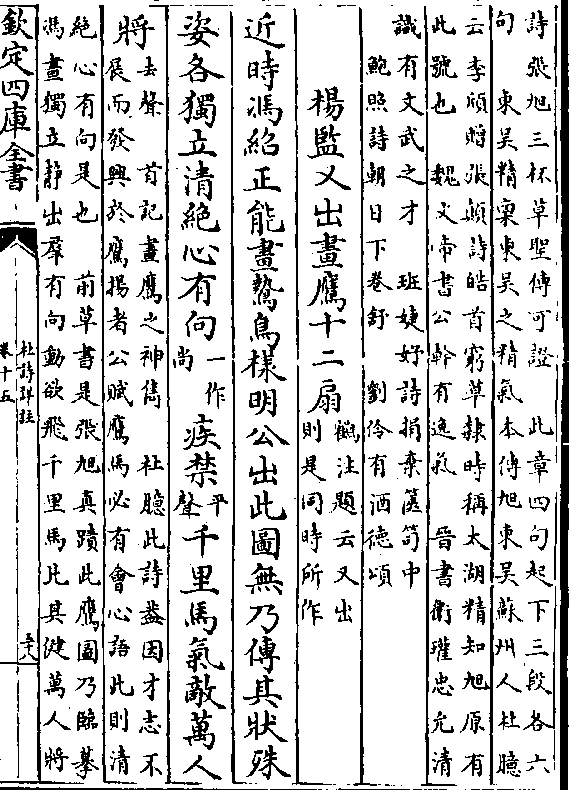 詩張旭三杯草聖傳可證　此章四句起下三段各六
句　東吳精稟東吳之精氣本傳旭東吳蘇州人杜臆
云李頎贈張顛詩皓首窮草隸時稱太湖精知旭原有
此號也　魏文帝書公幹有逸氣　晉書衛瓘忠允清
識有文武之才　班婕妤詩捐棄篋笥中
鮑照詩朝日下卷舒　劉伶有酒德頌
楊監又出畫鷹十二扇
鶴注題云又出
則是同時所作
近時馮紹正能畫鷙鳥樣明公出此圖無乃傳其狀殊
姿各獨立清絶心有向
一作
尚
疾禁
平
聲
千里馬氣敵萬人
將
去聲　首記畫鷹之神雋　杜臆此詩葢因才志不
展而發興於鷹揚者公賦鷹馬必有會心語此則清
絶心有向是也　前草書是張旭真蹟此鷹圖乃臨摹
馮畫獨立靜出羣有向動欲飛千里馬比其健萬人將
欽定四庫全書
杜詩詳註
卷十五